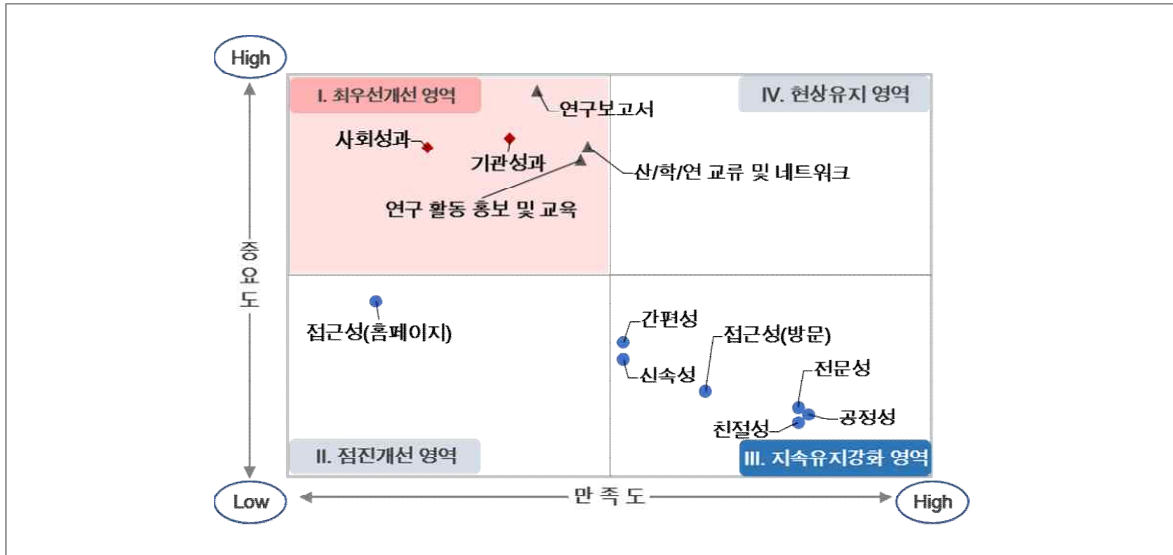 High
I. 최우선개선 영역
IV. 현상유지 영역
연구보고서
사회성과
기관성과
산/학/연 교류 및 네트워크
연구 활동 홍보 및 교육
중요도
접근성(홈페이지)
간편성
접근성(방문)
신속성
전문성
공정성
친절성
II. 점진개선 영역
III. 지속유지강화 영역
Low
만족도
High